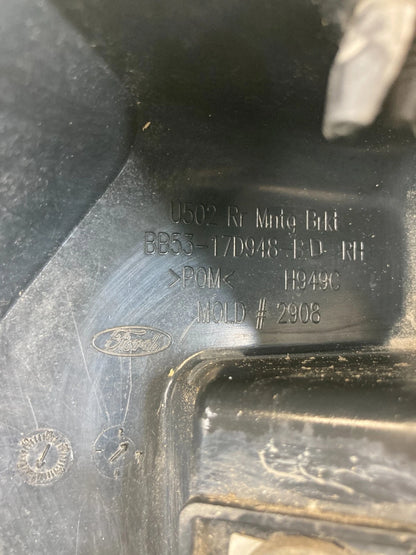 U502 Rr Mntg Brkt
BB53-17D948-BD RH
>POM< H949C
MOLD # 2908
Ford